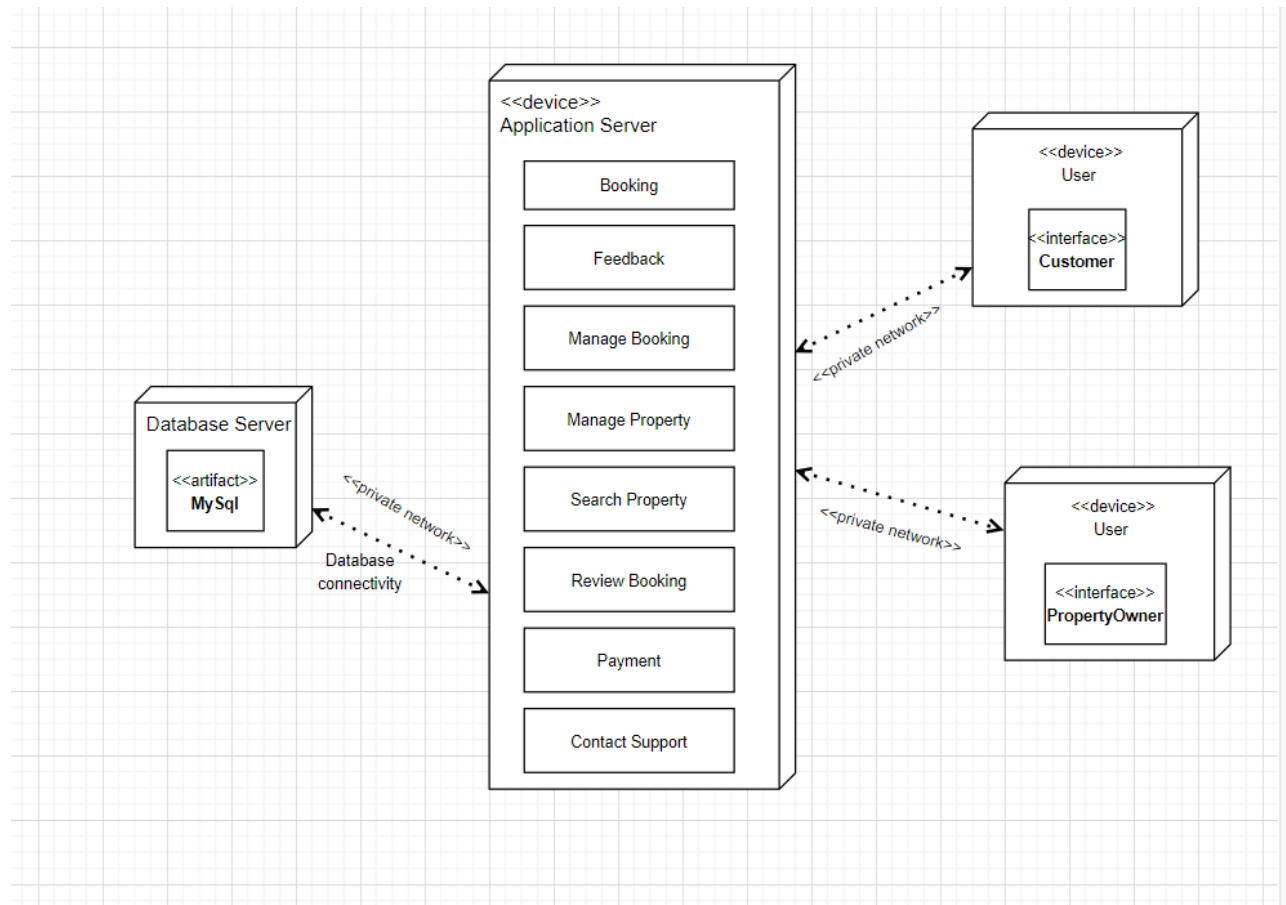 <<device>>
Application Server
Booking
Feedback
Manage Booking
Manage Property
Search Property
Review Booking
Payment
Contact Support
Database Server
<<artifact>>
MySql
<<private network>>
Database
connectivity
<<device>>
User
<<interface>>
Customer
<<private network>>
<<device>>
User
<<interface>>
PropertyOwner
<<private network>>